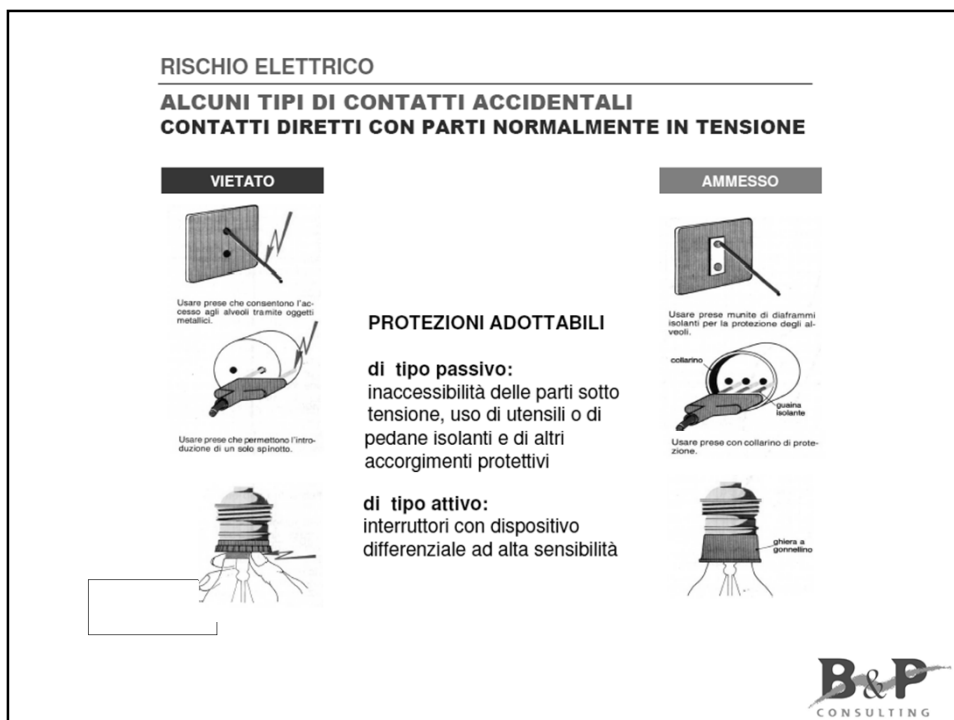 RISCHIO ELETTRICO
ALCUNI TIPI DI CONTATTI ACCIDENTALI
CONTATTI DIRETTI CON PARTI NORMALMENTE IN TENSIONE
VIETATO
Usare prese che consentono l'ac-
cesso agli alveoli tramite oggetti
metallici.
Usare prese che permettono l'intro-
duzione di un solo spinotto.
PROTEZIONI ADOTTABILI
di tipo passivo:
inaccessibilità delle parti sotto
tensione, uso di utensili o di
pedane isolanti e di altri
accorgimenti protettivi
di tipo attivo:
interruttori con dispositivo
differenziale ad alta sensibilità
AMMESSO
Usare prese munite di diaframmi
isolanti per la protezione degli al-
veoli.
collarino
guaina
isolante
Usare prese con collarino di prote-
zione.
ghiera a
gonnellino
B&P
CONSULTING